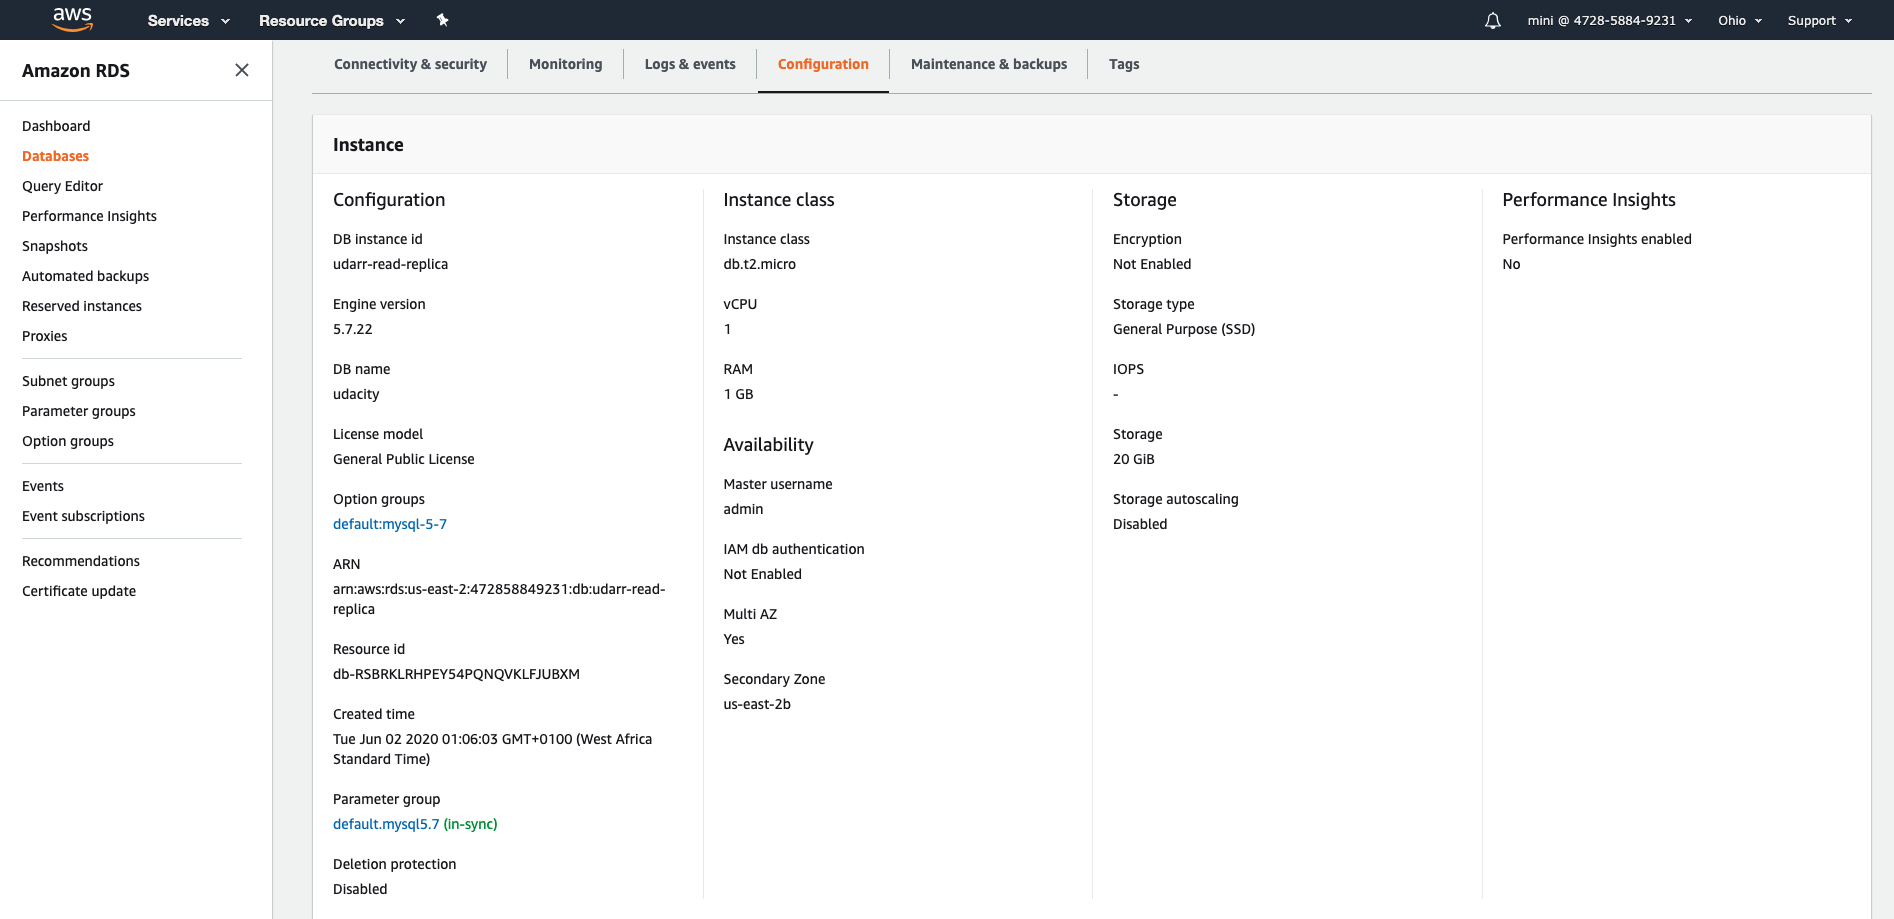 aws
Services
Resource Groups
mini @ 4728-5884-9231
Ohio
Support
Amazon RDS
Dashboard
Databases
Query Editor
Performance Insights
Snapshots
Automated backups
Reserved instances
Proxies
Subnet groups
Parameter groups
Option groups
Events
Event subscriptions
Recommendations
Certificate update
Connectivity & security
Monitoring
Logs & events
Configuration
Maintenance & backups
Tags
Instance
Configuration
DB instance id
udarr-read-replica
Engine version
5.7.22
DB name
udacity
License model
General Public License
Option groups
default:mysql-5-7
ARN
arn:aws:rds:us-east-2:472858849231:db:udarr-read-
replica
Resource id
db-RSBRKLRHPEY54PQNQVKLFJUBXM
Created time
Tue Jun 02 2020 01:06:03 GMT+0100 (West Africa
Standard Time)
Parameter group
default.mysql5.7 (in-sync)
Deletion protection
Disabled
Instance class
Instance class
db.t2.micro
vCPU
1
RAM
1 GB
Availability
Master username
admin
IAM db authentication
Not Enabled
Multi AZ
Yes
Secondary Zone
us-east-2b
Storage
Encryption
Not Enabled
Storage type
General Purpose (SSD)
IOPS
-
Storage
20 GiB
Storage autoscaling
Disabled
Performance Insights
Performance Insights enabled
No